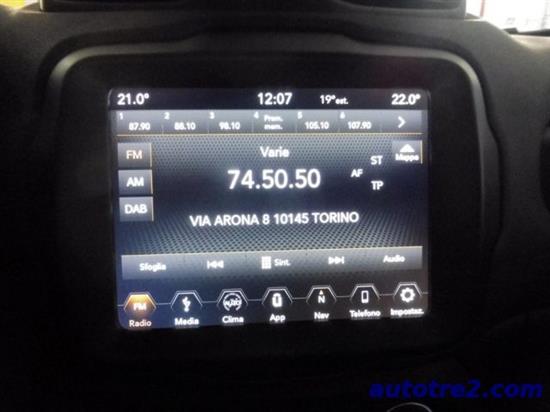 21.0° 12:07 19°est. 22.0°
1 87.90 2 88.10 3 98.10 4 Prem. mem. 5 105.10 6 107.90
FM Varie ST Mappa
AM 74.50.50 AF TP
DAB
VIA ARONA 8 10145 TORINO
Sfoglia Sint. Audio
FM AUTO N
Radio Media Clima App Nav Telefono Impostaz.
autotre2.com